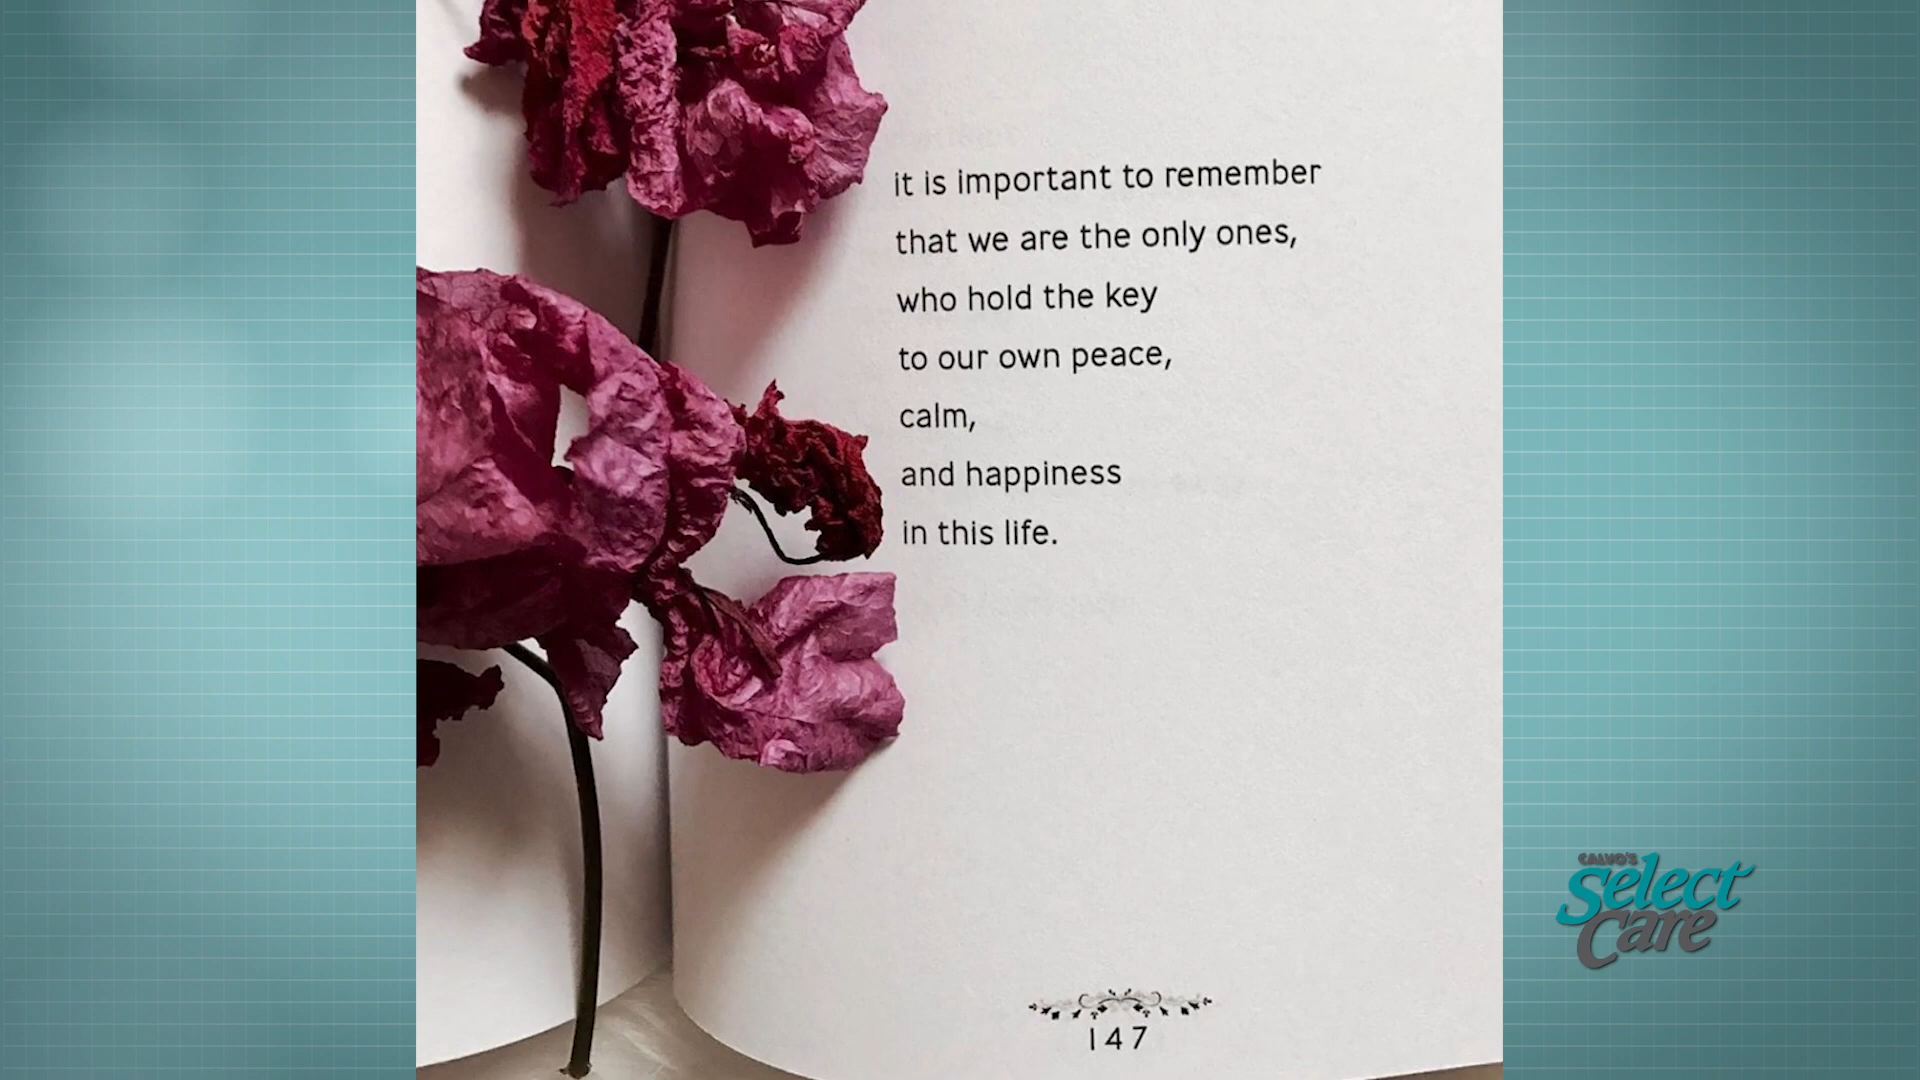 it is important to remember
that we are the only ones,
who hold the key
to our own peace,
calm,
and happiness
in this life.
147
CALVO'S
Select
Care